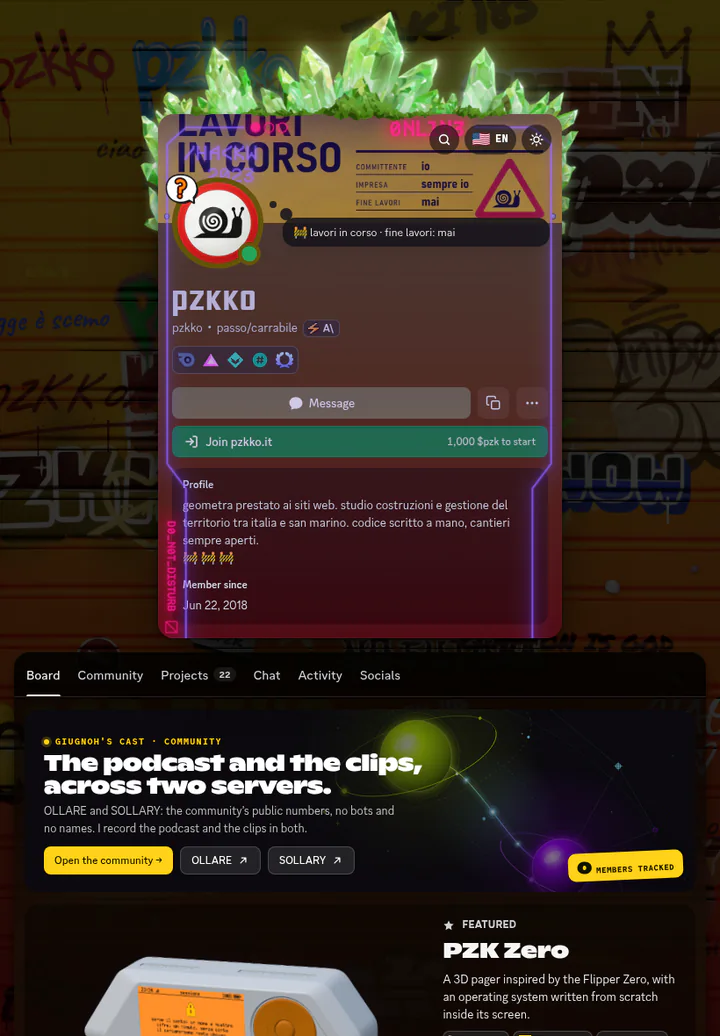 LAVORI
IN CORSO
0NLIN3
EN
COMMITTENTE io
IMPRESA sempre io
FINE LAVORI mai
?
🚧 lavori in corso · fine lavori: mai
pzkko
pzkko • passo/carrabile ⚡ A\
Message
Join pzkko.it 1,000 $pzk to start
Profile
geometra prestato ai siti web. studio costruzioni e gestione del
territorio tra italia e san marino. codice scritto a mano, cantieri
sempre aperti.
🚧 🚧 🚧
Member since
Jun 22, 2018
D0_N0T_D1STURB
Board Community Projects 22 Chat Activity Socials
GIUGNOH'S CAST · COMMUNITY
The podcast and the clips,
across two servers.
OLLARE and SOLLARY: the community's public numbers, no bots and
no names. I record the podcast and the clips in both.
Open the community → OLLARE ↗ SOLLARY ↗
0 MEMBERS TRACKED
FEATURED
PZK Zero
A 3D pager inspired by the Flipper Zero, with
an operating system written from scratch
inside its screen.
pzkko
pzkko
ciao